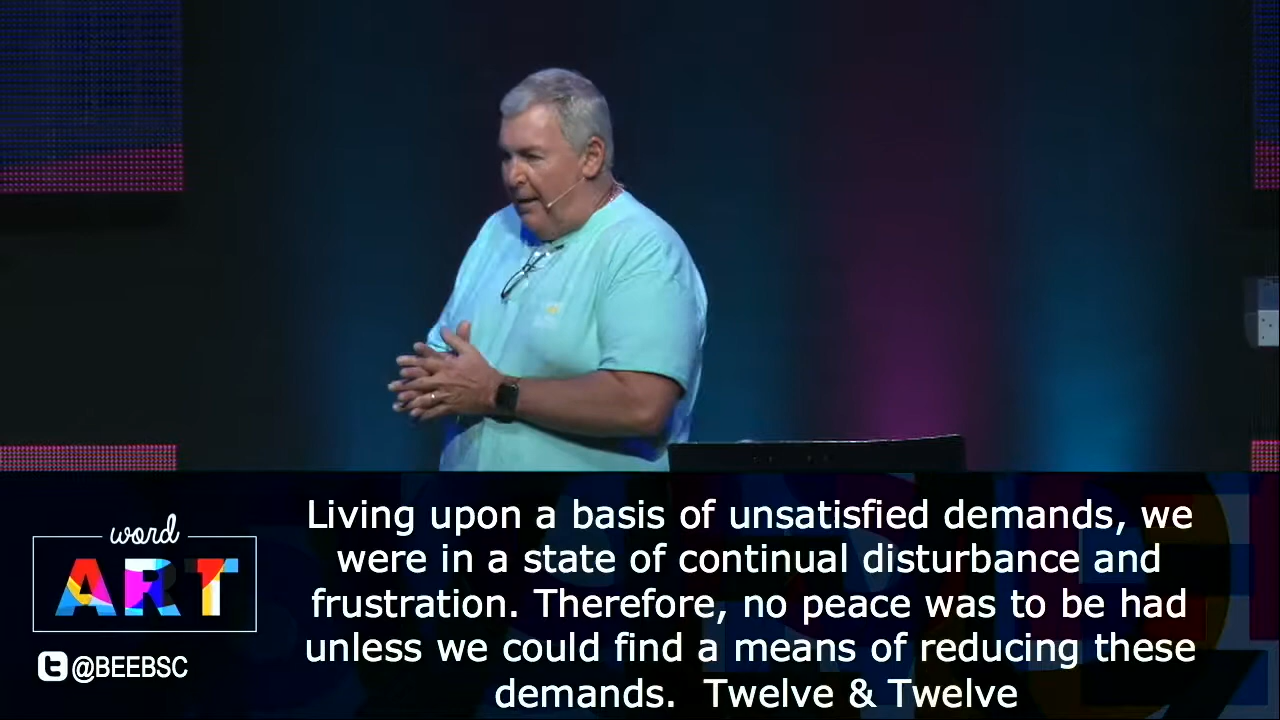 Living upon a basis of unsatisfied demands, we
were in a state of continual disturbance and
frustration. Therefore, no peace was to be had
unless we could find a means of reducing these
demands.  Twelve & Twelve
word
ART
@BEEBSC